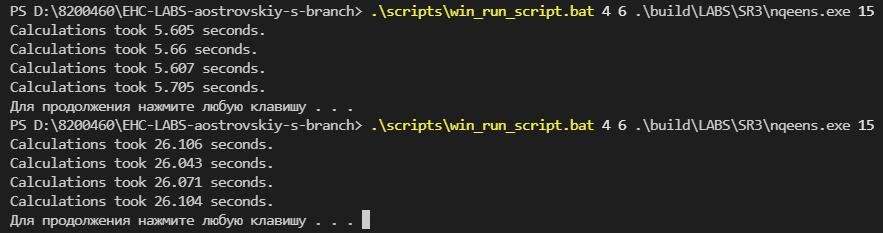 PS D:\8200460\EHC-LABS-aostrovskiy-s-branch> .\scripts\win_run_script.bat 4 6 .\build\LABS\SR3\nqeens.exe 15
Calculations took 5.605 seconds.
Calculations took 5.66 seconds.
Calculations took 5.607 seconds.
Calculations took 5.705 seconds.
Для продолжения нажмите любую клавишу . . .
PS D:\8200460\EHC-LABS-aostrovskiy-s-branch> .\scripts\win_run_script.bat 4 6 .\build\LABS\SR3\nqeens.exe 15
Calculations took 26.106 seconds.
Calculations took 26.043 seconds.
Calculations took 26.071 seconds.
Calculations took 26.104 seconds.
Для продолжения нажмите любую клавишу . . .